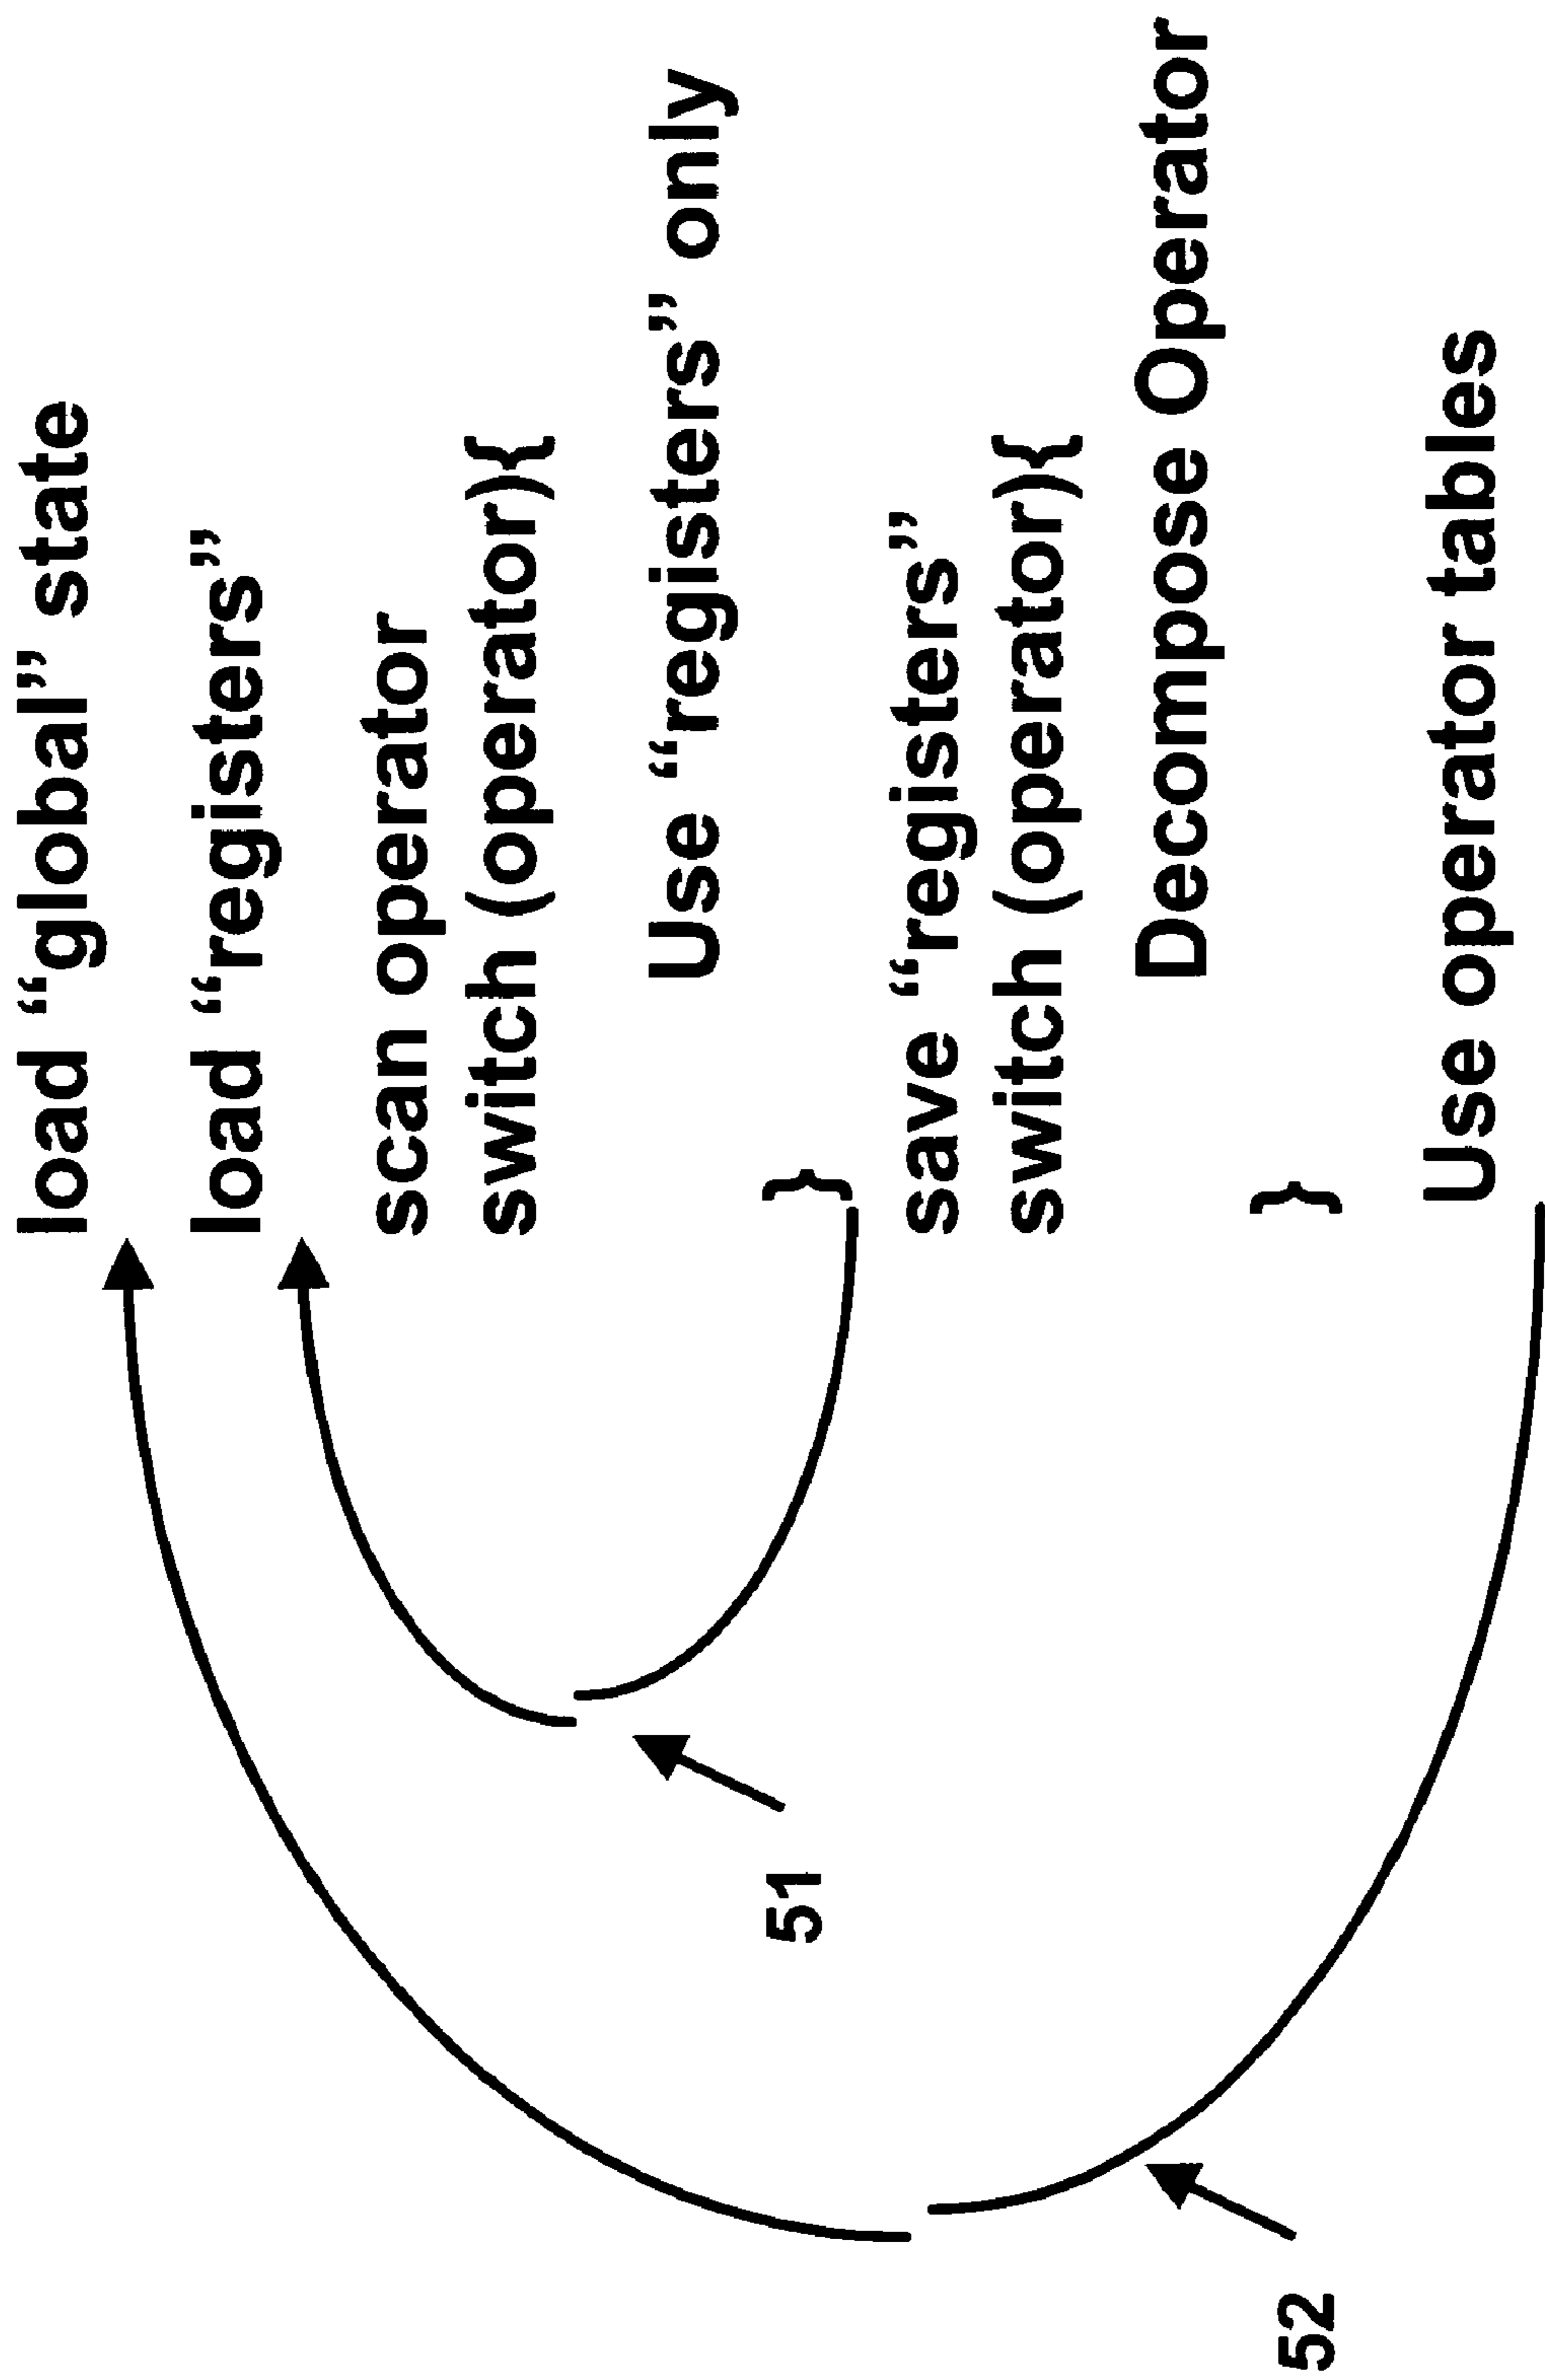 load “global” state
load “registers”
scan operator
switch (operator){
Use “registers” only
}
save “registers”
switch (operator){
Decompose Operator
}
Use operator tables
51
52